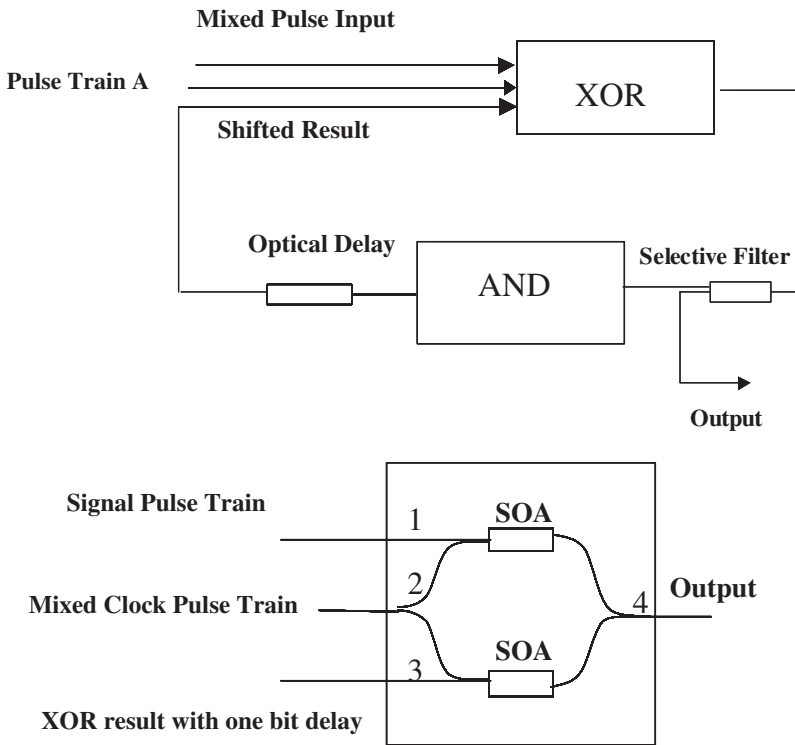 Mixed Pulse Input
Pulse Train A
XOR
Shifted Result
Optical Delay
AND
Selective Filter
Output
Signal Pulse Train
1
SOA
2
Mixed Clock Pulse Train
4
Output
SOA
3
XOR result with one bit delay